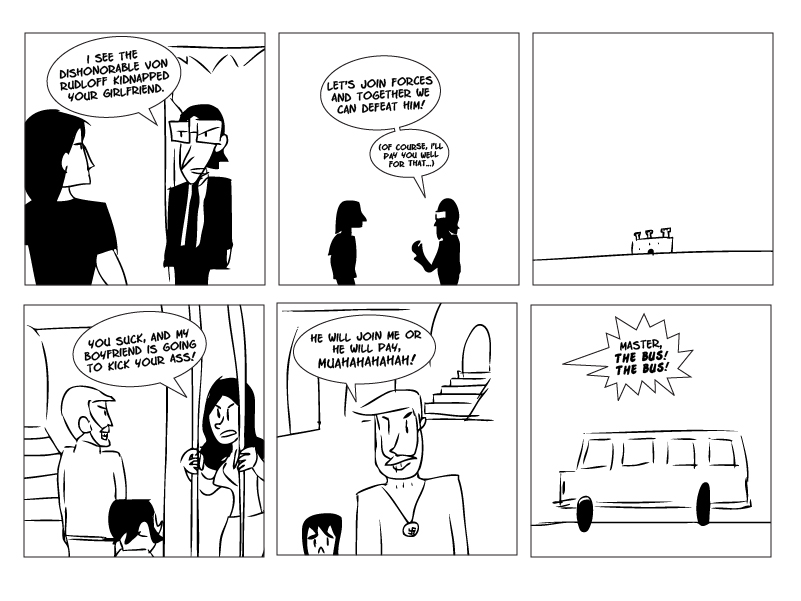 I SEE THE
DISHONORABLE VON
RUDLOFF KIDNAPPED
YOUR GIRLFRIEND.
LET'S JOIN FORCES
AND TOGETHER WE
CAN DEFEAT HIM!
(OF COURSE, I'LL
PAY YOU WELL
FOR THAT...)
YOU SUCK, AND MY
BOYFRIEND IS GOING
TO KICK YOUR ASS!
HE WILL JOIN ME OR
HE WILL PAY,
MUAHAHAHAHAH!
MASTER,
THE BUS!
THE BUS!